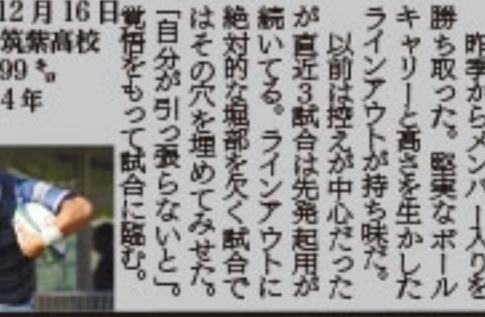 12月16日
筑紫高校
99㌔
4年
昨季からメンバー入りを
勝ち取った。堅実なボール
キャリーと高さを生かした
ラインアウトが持ち味だ。
以前は控えが中心だった
が直近3試合は先発起用が
続いてる。ラインアウトに
絶対的な堀部を欠く試合で
はその穴を埋めてみせた。
「自分が引っ張らないと」。
覚悟をもって試合に臨む。